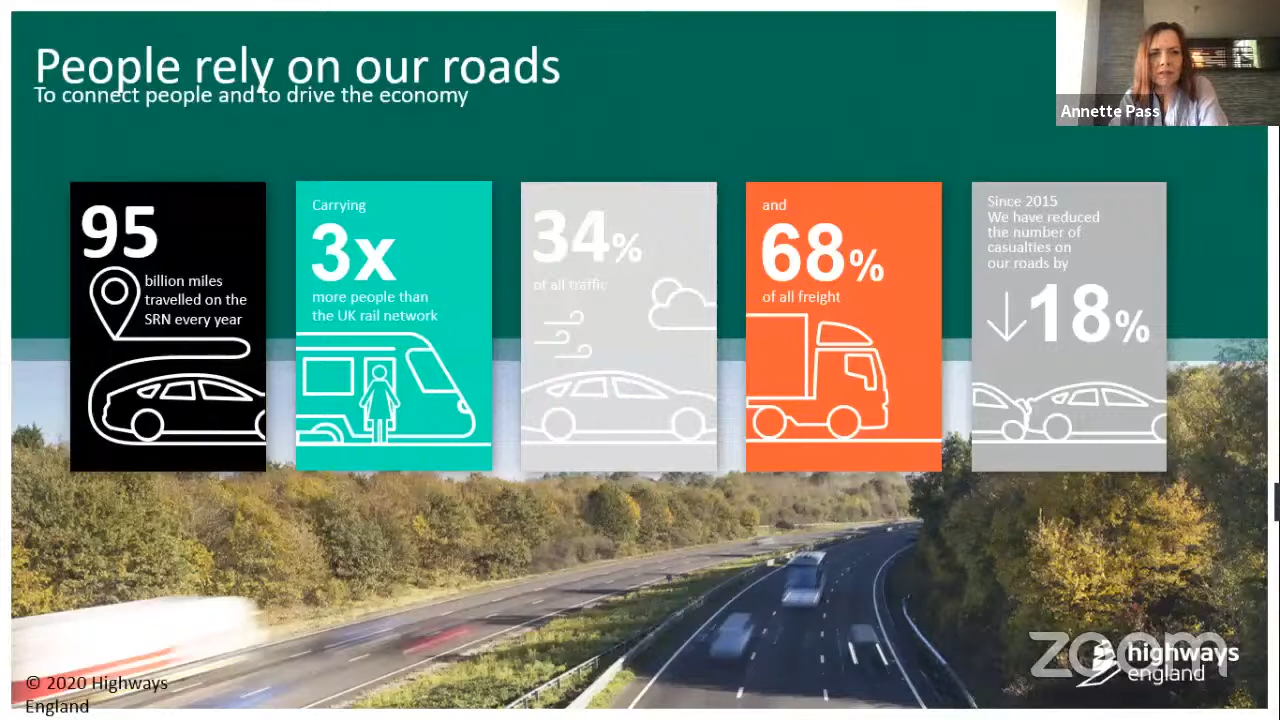 People rely on our roads
To connect people and to drive the economy
Annette Pass
95
billion miles
travelled on the
SRN every year
Carrying
3x
more people than
the UK rail network
34%
of all traffic
and
68%
of all freight
Since 2015
We have reduced
the number of
casualties on
our roads by
18%
zoom
highways
england
© 2020 Highways
England